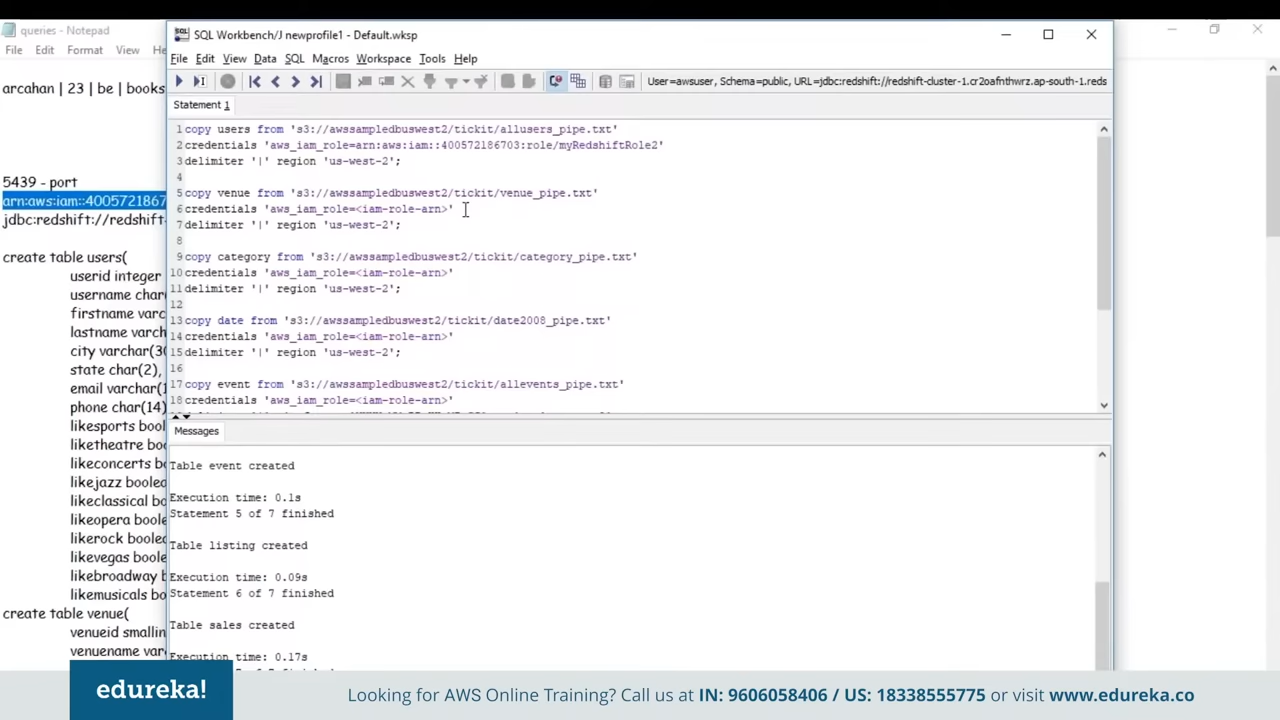 queries - Notepad
File Edit Format View
arcahan | 23 | be | books
5439 - port
arn:aws:iam::4005721867
jdbc:redshift://redshift-
create table users(
userid integer
username char(
firstname varc
lastname varch
city varchar(30
state char(2),
email varchar(1
phone char(14)
likesports bool
liketheatre boo
likeconcerts bo
likejazz boolea
likeclassical bo
likeopera boole
likerock boolea
likevegas boole
likebroadway b
likemusicals bo
create table venue(
venueid smallin
venuename var
SQL Workbench/J newprofile1 - Default.wksp
File Edit View Data SQL Macros Workspace Tools Help
User=awsuser, Schema=public, URL=jdbc:redshift://redshift-cluster-1.cr2oafnthwrz.ap-south-1.reds
Statement 1
1 copy users from 's3://awssampledbuswest2/tickit/allusers_pipe.txt'
2 credentials 'aws_iam_role=arn:aws:iam::400572186703:role/myRedshiftRole2'
3 delimiter '|' region 'us-west-2';
4
5 copy venue from 's3://awssampledbuswest2/tickit/venue_pipe.txt'
6 credentials 'aws_iam_role=<iam-role-arn>'
7 delimiter '|' region 'us-west-2';
8
9 copy category from 's3://awssampledbuswest2/tickit/category_pipe.txt'
10 credentials 'aws_iam_role=<iam-role-arn>'
11 delimiter '|' region 'us-west-2';
12
13 copy date from 's3://awssampledbuswest2/tickit/date2008_pipe.txt'
14 credentials 'aws_iam_role=<iam-role-arn>'
15 delimiter '|' region 'us-west-2';
16
17 copy event from 's3://awssampledbuswest2/tickit/allevents_pipe.txt'
18 credentials 'aws_iam_role=<iam-role-arn>'
Messages
Table event created
Execution time: 0.1s
Statement 5 of 7 finished
Table listing created
Execution time: 0.09s
Statement 6 of 7 finished
Table sales created
Execution time: 0.17s
edureka!
Looking for AWS Online Training? Call us at IN: 9606058406 / US: 18338555775 or visit www.edureka.co